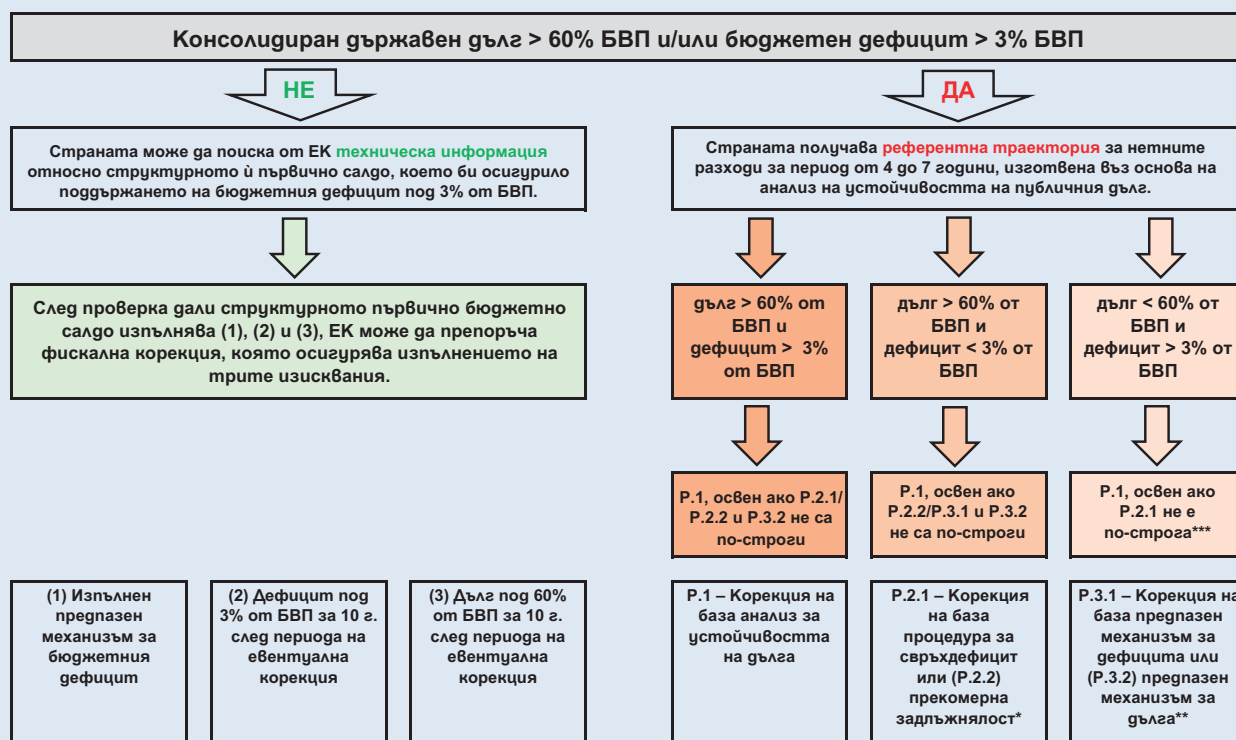 Консолидиран държавен дълг > 60% БВП и/или бюджетен дефицит > 3% БВП
НЕ
ДА
Страната може да поиска от ЕК техническа информация
относно структурното ѝ първично салдо, което би осигурило
поддържането на бюджетния дефицит под 3% от БВП.
Страната получава референтна траектория за нетните
разходи за период от 4 до 7 години, изготвена въз основа на
анализ на устойчивостта на публичния дълг.
След проверка дали структурното първично бюджетно
салдо изпълнява (1), (2) и (3), ЕК може да препоръча
фискална корекция, която осигурява изпълнението на
трите изисквания.
дълг > 60% от
БВП и
дефицит > 3%
от БВП
дълг > 60% от
БВП и
дефицит < 3% от
БВП
дълг < 60% от
БВП и
дефицит > 3% от
БВП
Р.1, освен ако Р.2.1/
Р.2.2 и Р.3.2 не са
по-строги
Р.1, освен ако
Р.2.2/Р.3.1 и Р.3.2
не са по-строги
Р.1, освен ако
Р.2.1 не е
по-строга***
(1) Изпълнен
предпазен
механизъм за
бюджетния
дефицит
(2) Дефицит под
3% от БВП за 10 г.
след периода на
евентуална
корекция
(3) Дълг под 60%
от БВП за 10 г.
след периода на
евентуална
корекция
Р.1 – Корекция на
база анализ за
устойчивостта
на дълга
Р.2.1 – Корекция
на база
процедура за
свръхдефицит
или (Р.2.2)
прекомерна
задлъжнялост*
Р.3.1 – Корекция на
база предпазен
механизъм за
дефицита или
(Р.3.2) предпазен
механизъм за
дълга**